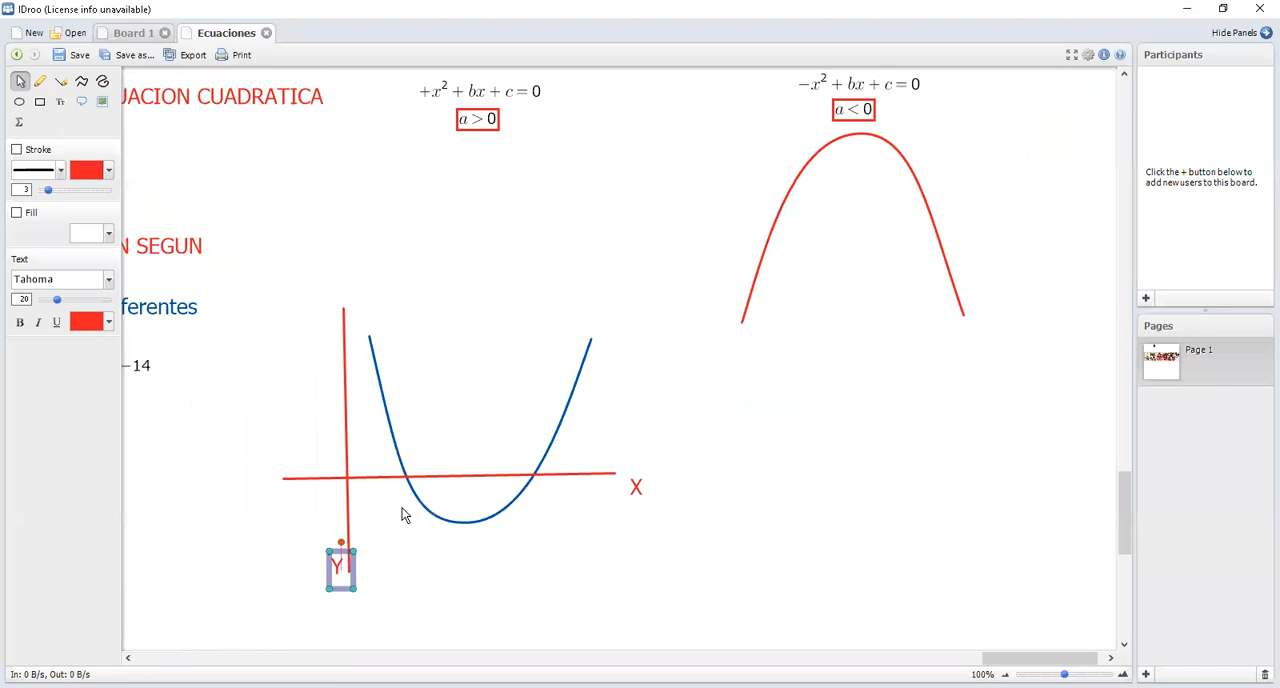 IDroo (License info unavailable)
New Open Board 1 Ecuaciones Hide Panels
Save Save as... Export Print
Participants
Click the + button below to
add new users to this board.
UACION CUADRATICA
+x² + bx + c = 0
a > 0
−x² + bx + c = 0
a < 0
Tт
Σ
Stroke
3
Fill
Text
Tahoma
20
B I U
N SEGUN
ferentes
−14
X
Y
Pages
Page 1
In: 0 B/s, Out: 0 B/s
100%